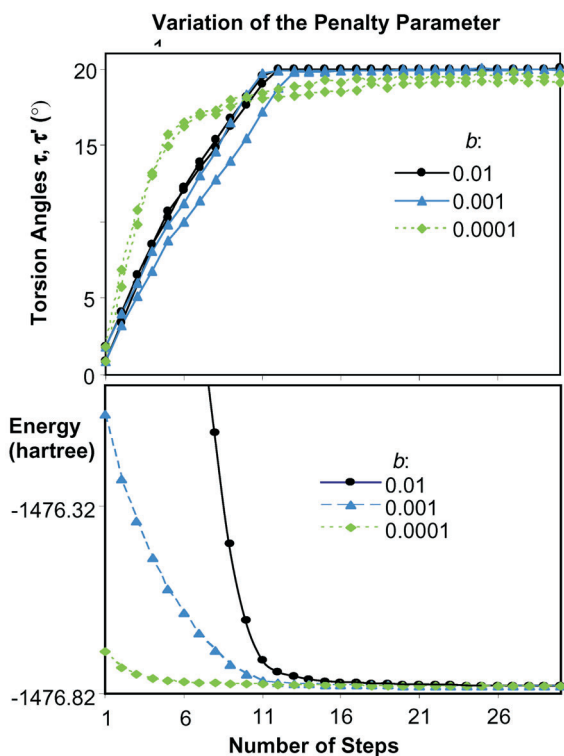 Variation of the Penalty Parameter
Torsion Angles τ, τ' (°)
20
15
5
0
b:
0.01
0.001
0.0001
Energy
(hartree)
-1476.32
-1476.82
b:
0.01
0.001
0.0001
1
6
11
16
21
26
Number of Steps